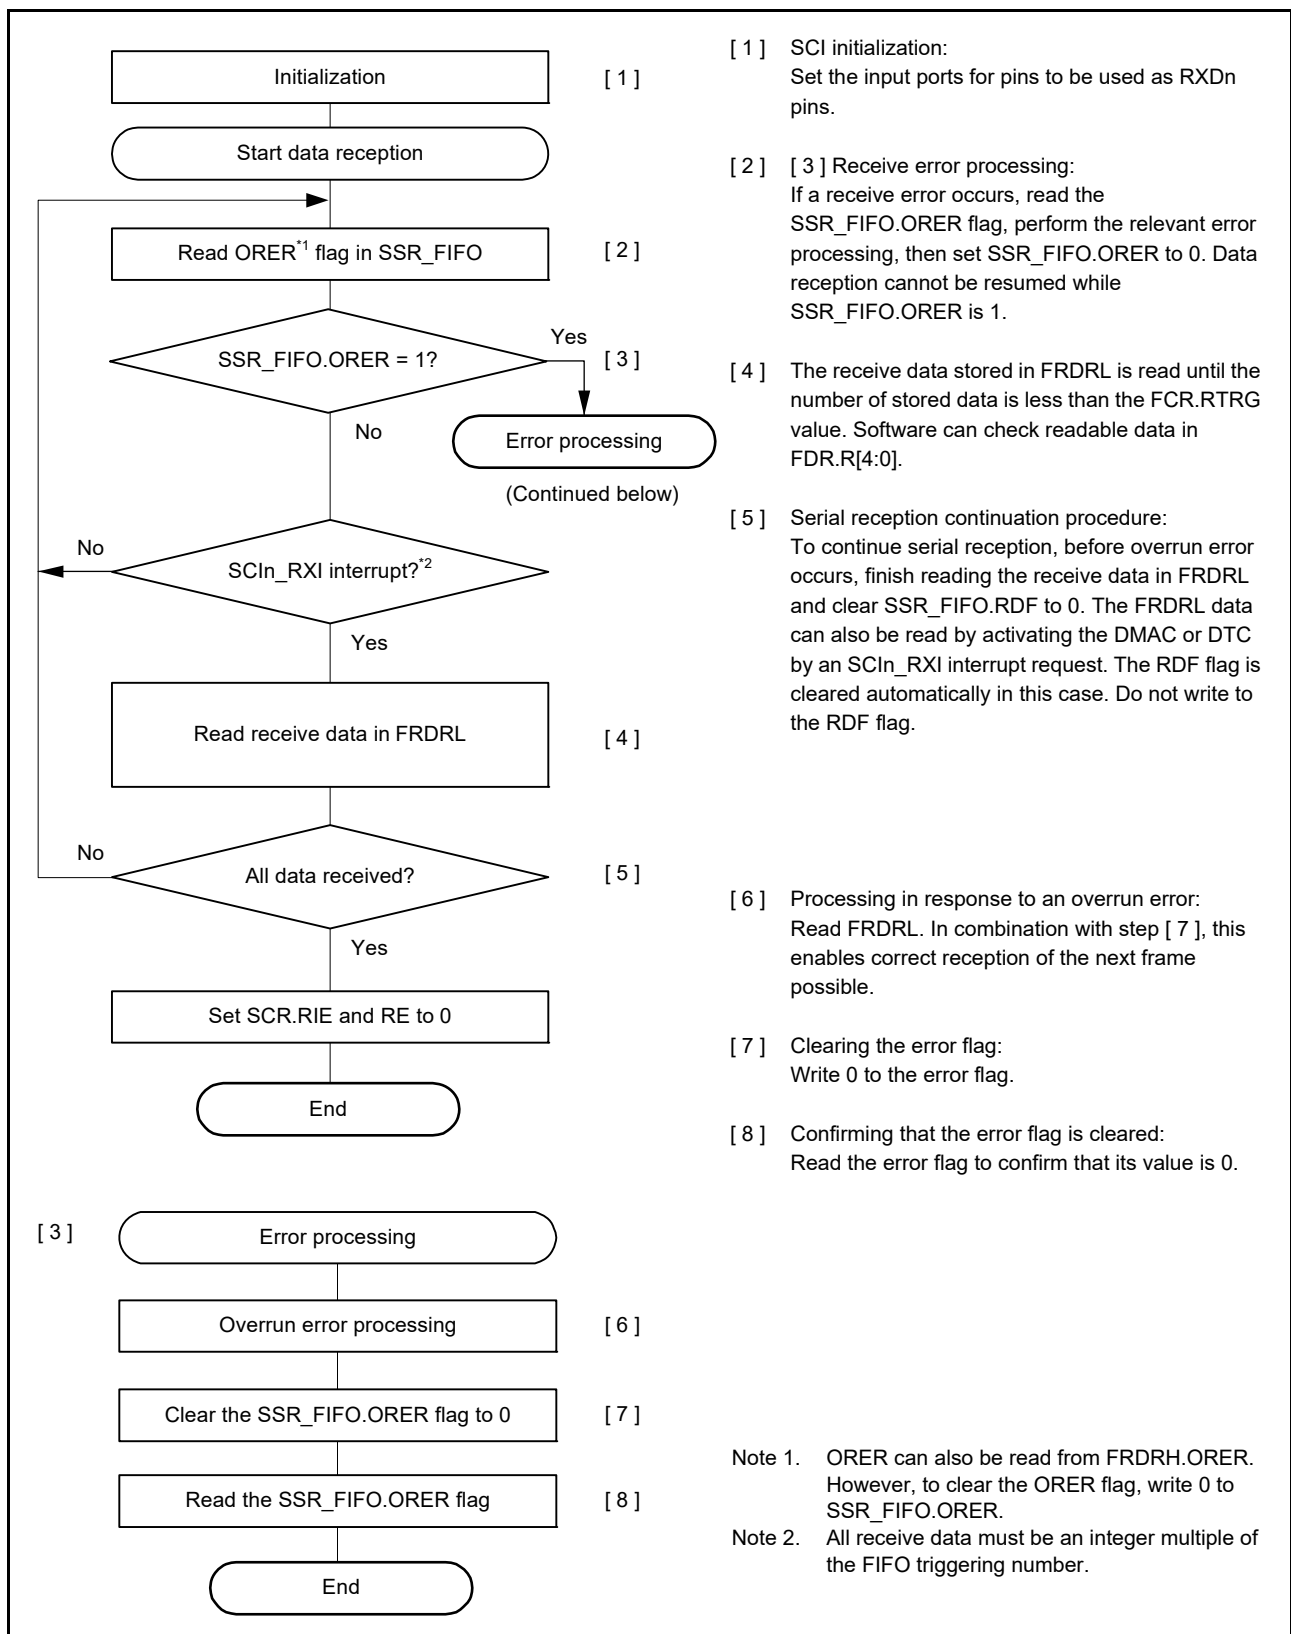 Initialization
[ 1 ]
Start data reception
Read ORER*1 flag in SSR_FIFO
[ 2 ]
SSR_FIFO.ORER = 1?
Yes
[ 3 ]
No
Error processing
(Continued below)
No
SCIn_RXI interrupt?*2
Yes
Read receive data in FRDRL
[ 4 ]
No
All data received?
[ 5 ]
Yes
Set SCR.RIE and RE to 0
End
[ 3 ]
Error processing
Overrun error processing
[ 6 ]
Clear the SSR_FIFO.ORER flag to 0
[ 7 ]
Read the SSR_FIFO.ORER flag
[ 8 ]
End
[ 1 ] SCI initialization:
Set the input ports for pins to be used as RXDn
pins.
[ 2 ] [ 3 ] Receive error processing:
If a receive error occurs, read the
SSR_FIFO.ORER flag, perform the relevant error
processing, then set SSR_FIFO.ORER to 0. Data
reception cannot be resumed while
SSR_FIFO.ORER is 1.
[ 4 ] The receive data stored in FRDRL is read until the
number of stored data is less than the FCR.RTRG
value. Software can check readable data in
FDR.R[4:0].
[ 5 ] Serial reception continuation procedure:
To continue serial reception, before overrun error
occurs, finish reading the receive data in FRDRL
and clear SSR_FIFO.RDF to 0. The FRDRL data
can also be read by activating the DMAC or DTC
by an SCIn_RXI interrupt request. The RDF flag is
cleared automatically in this case. Do not write to
the RDF flag.
[ 6 ] Processing in response to an overrun error:
Read FRDRL. In combination with step [ 7 ], this
enables correct reception of the next frame
possible.
[ 7 ] Clearing the error flag:
Write 0 to the error flag.
[ 8 ] Confirming that the error flag is cleared:
Read the error flag to confirm that its value is 0.
Note 1. ORER can also be read from FRDRH.ORER.
However, to clear the ORER flag, write 0 to
SSR_FIFO.ORER.
Note 2. All receive data must be an integer multiple of
the FIFO triggering number.